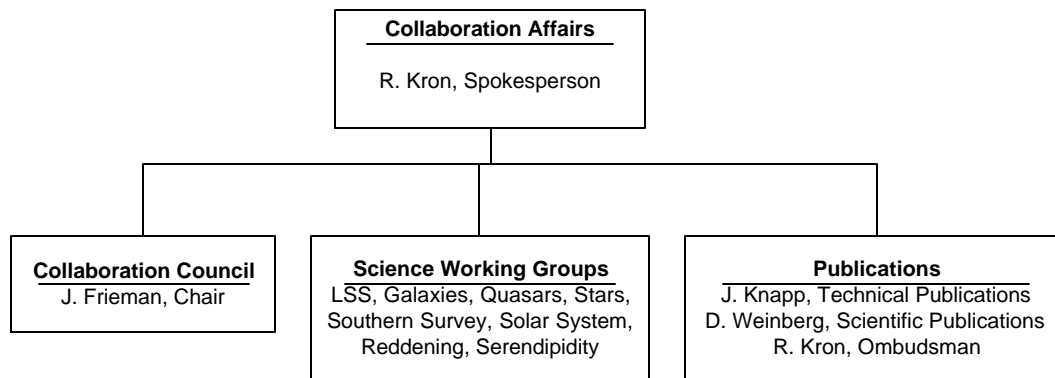 Collaboration Affairs
R. Kron, Spokesperson
Collaboration Council
J. Frieman, Chair
Science Working Groups
LSS, Galaxies, Quasars, Stars,
Southern Survey, Solar System,
Reddening, Serendipidity
Publications
J. Knapp, Technical Publications
D. Weinberg, Scientific Publications
R. Kron, Ombudsman